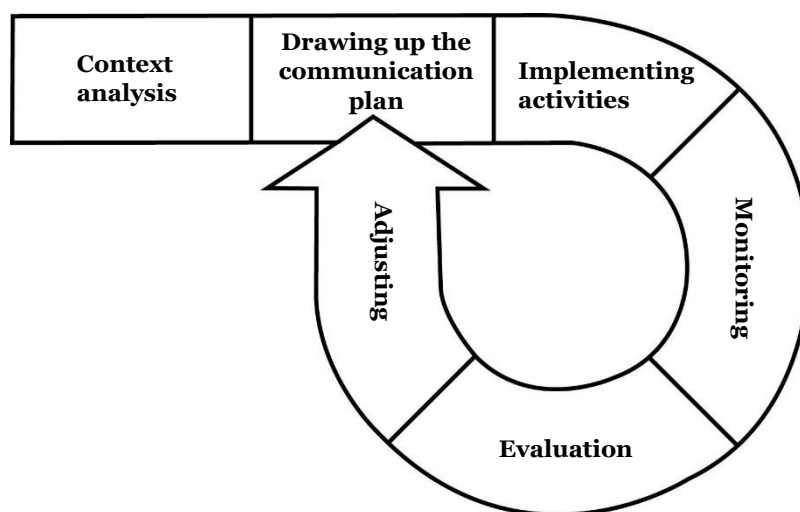 Context
analysis
Drawing up the
communication
plan
Implementing
activities
Monitoring
Evaluation
Adjusting